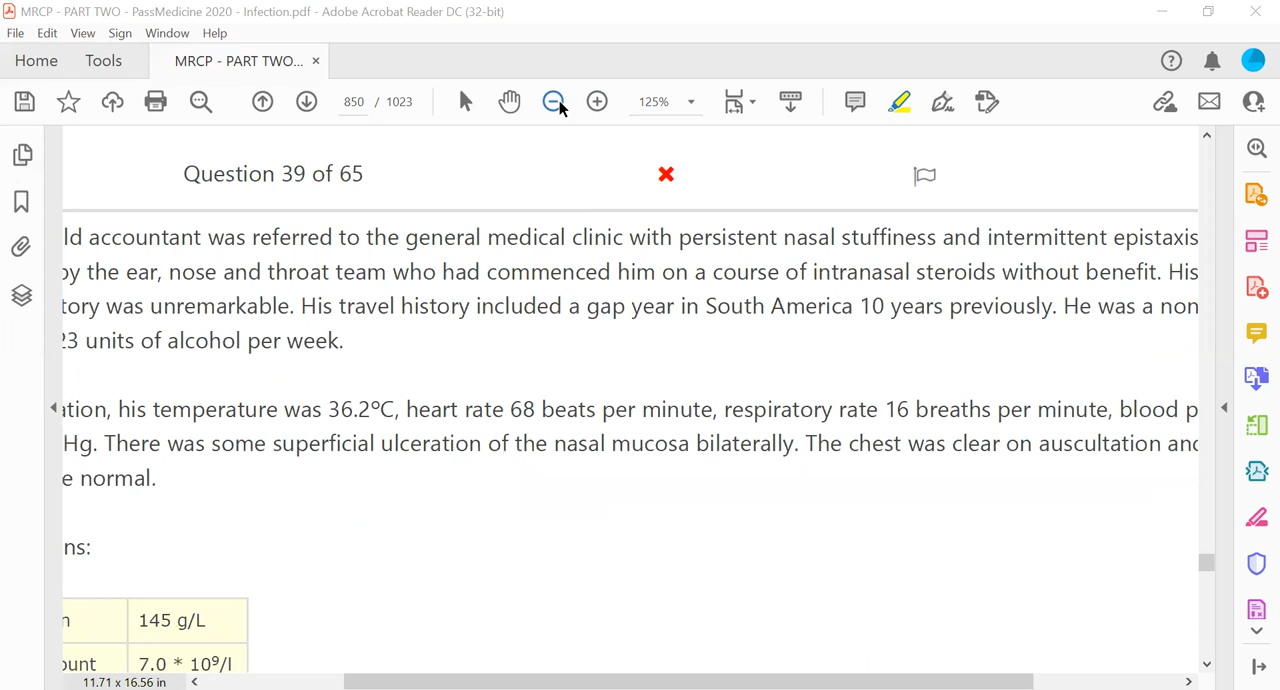 MRCP - PART TWO - PassMedicine 2020 - Infection.pdf - Adobe Acrobat Reader DC (32-bit)
File Edit View Sign Window Help
Home Tools MRCP - PART TWO... ×
850 / 1023 125%
Question 39 of 65
ld accountant was referred to the general medical clinic with persistent nasal stuffiness and intermittent epistaxis
by the ear, nose and throat team who had commenced him on a course of intranasal steroids without benefit. His
tory was unremarkable. His travel history included a gap year in South America 10 years previously. He was a non
23 units of alcohol per week.
ation, his temperature was 36.2ºC, heart rate 68 beats per minute, respiratory rate 16 breaths per minute, blood p
Hg. There was some superficial ulceration of the nasal mucosa bilaterally. The chest was clear on auscultation and
e normal.
ns:
n 145 g/L
ount 7.0 * 10⁹/l
11.71 x 16.56 in